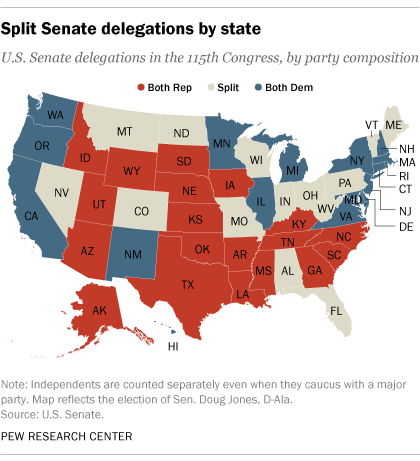 Split Senate delegations by state
U.S. Senate delegations in the 115th Congress, by party composition
Both Rep Split Both Dem
WA
MT
ND
MN
VT
ME
OR
ID
SD
WI
MI
NY
NH
MA
WY
RI
NV
NE
IA
PA
CT
UT
CO
IL
IN
OH
NJ
CA
KS
MO
WV
MD
VA
DE
KY
AZ
NM
OK
AR
TN
NC
SC
TX
LA
MS
AL
GA
AK
FL
HI
Note: Independents are counted separately even when they caucus with a major
party. Map reflects the election of Sen. Doug Jones, D-Ala.
Source: U.S. Senate.
PEW RESEARCH CENTER